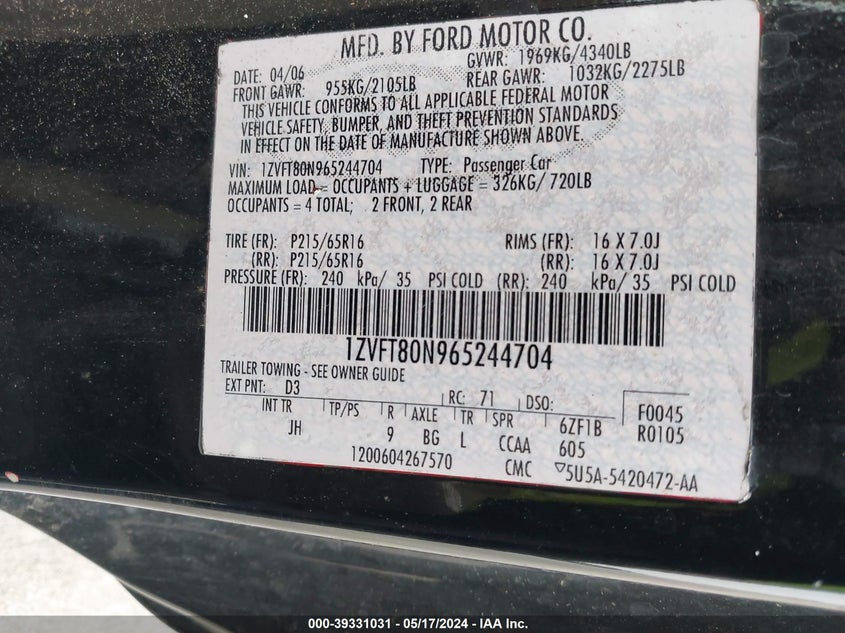 MFD. BY FORD MOTOR CO.
DATE: 04/06 GVWR: 1969KG/4340LB
FRONT GAWR: 955KG/2105LB REAR GAWR: 1032KG/2275LB
THIS VEHICLE CONFORMS TO ALL APPLICABLE FEDERAL MOTOR
VEHICLE SAFETY, BUMPER, AND THEFT PREVENTION STANDARDS
IN EFFECT ON THE DATE OF MANUFACTURE SHOWN ABOVE.
VIN: 1ZVFT80N965244704 TYPE: Passenger Car
MAXIMUM LOAD = OCCUPANTS + LUGGAGE = 326KG/ 720LB
OCCUPANTS = 4 TOTAL; 2 FRONT, 2 REAR
TIRE (FR): P215/65R16 RIMS (FR): 16 X 7.0J
(RR): P215/65R16 (RR): 16 X 7.0J
PRESSURE (FR): 240 kPa/ 35 PSI COLD (RR): 240 kPa/ 35 PSI COLD
1ZVFT80N965244704
TRAILER TOWING - SEE OWNER GUIDE
EXT PNT: D3 RC: 71 DSO: F0045
INT TR TP/PS R AXLE TR SPR 6ZF1B R0105
JH 9 BG L CCAA 605
1200604267570 CMC ▽5U5A-5420472-AA
000-39331031 - 05/17/2024 - IAA Inc.